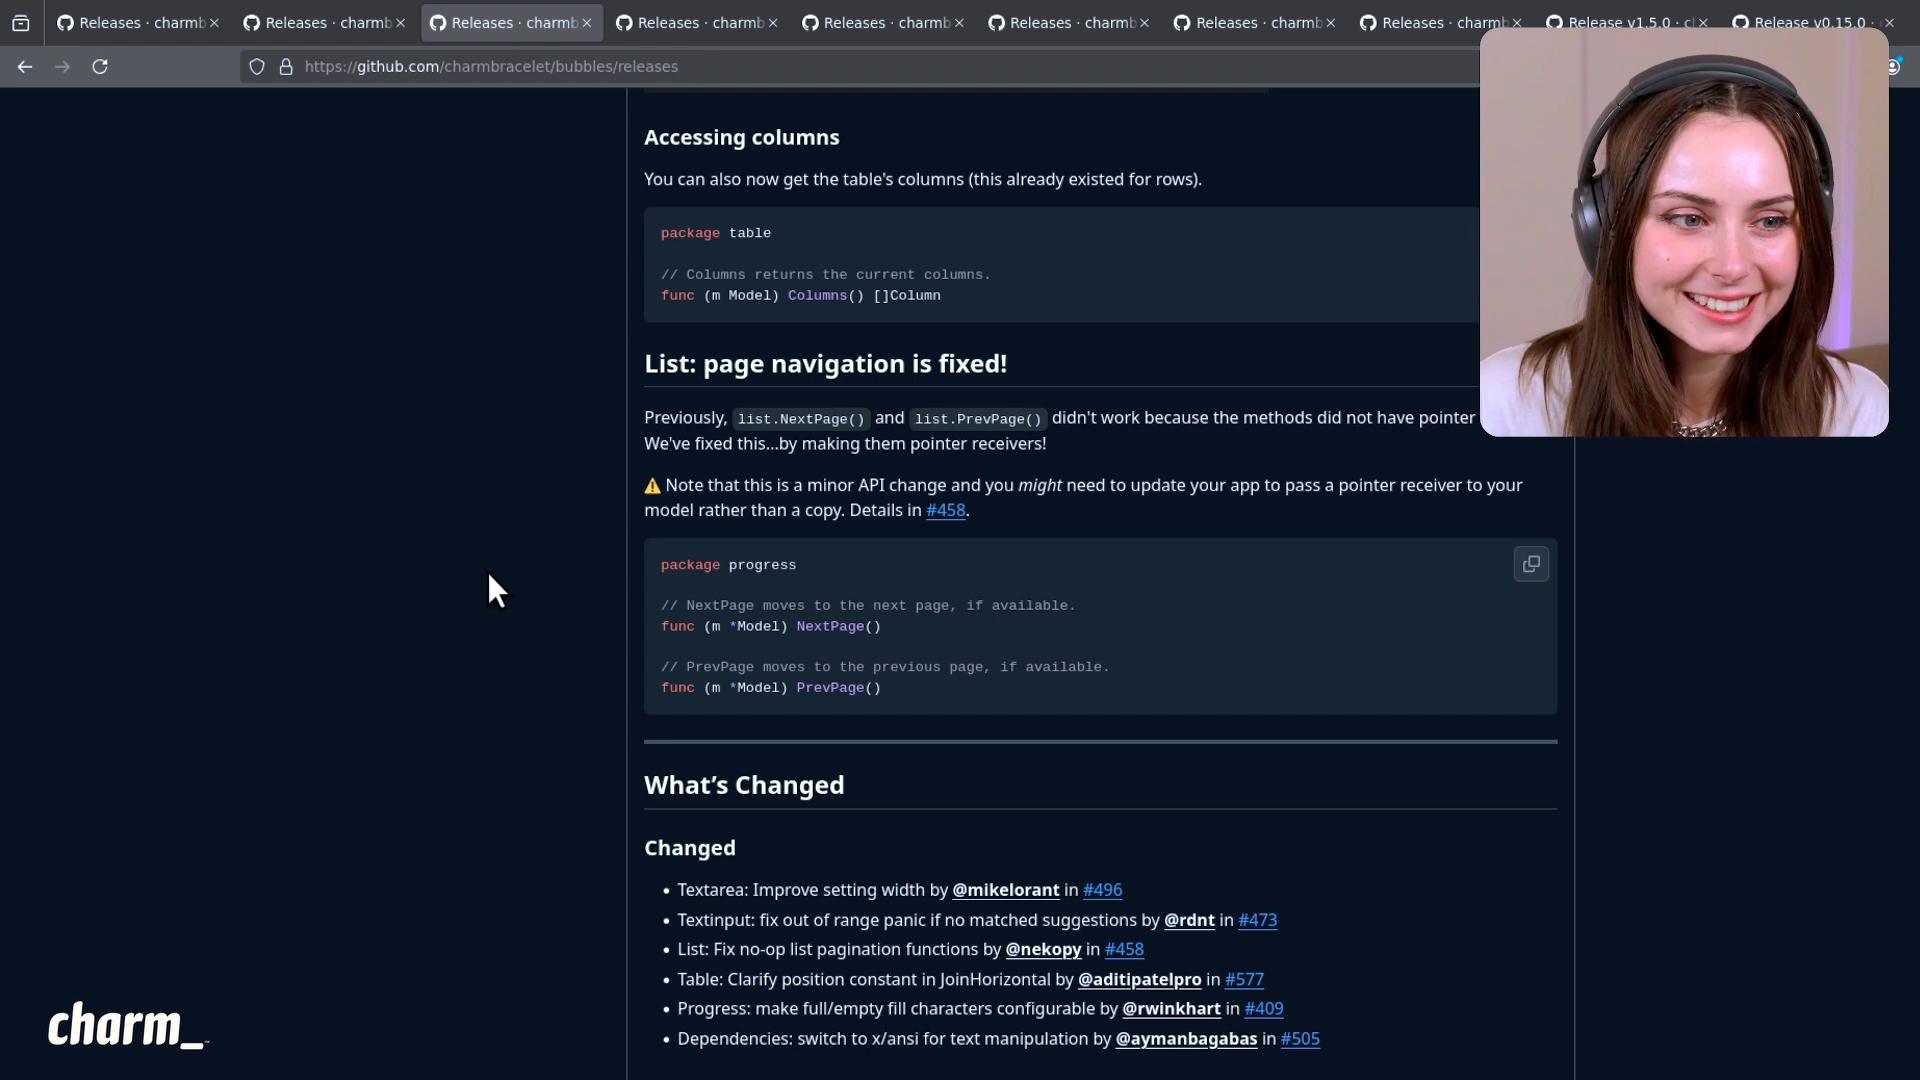 Releases · charmb
Releases · charmb
Releases · charmb
Releases · charmb
Releases · charmb
Releases · charmb
Releases · charmb
Releases · charmb
Release v1.5.0 · c
Release v0.15.0 ·
https://github.com/charmbracelet/bubbles/releases
Accessing columns
You can also now get the table's columns (this already existed for rows).
package table
// Columns returns the current columns.
func (m Model) Columns() []Column
List: page navigation is fixed!
Previously, list.NextPage() and list.PrevPage() didn't work because the methods did not have pointer
We've fixed this...by making them pointer receivers!
⚠️ Note that this is a minor API change and you might need to update your app to pass a pointer receiver to your
model rather than a copy. Details in #458.
package progress
// NextPage moves to the next page, if available.
func (m *Model) NextPage()
// PrevPage moves to the previous page, if available.
func (m *Model) PrevPage()
What’s Changed
Changed
• Textarea: Improve setting width by @mikelorant in #496
• Textinput: fix out of range panic if no matched suggestions by @rdnt in #473
• List: Fix no-op list pagination functions by @nekopy in #458
• Table: Clarify position constant in JoinHorizontal by @aditipatelpro in #577
• Progress: make full/empty fill characters configurable by @rwinkhart in #409
• Dependencies: switch to x/ansi for text manipulation by @aymanbagabas in #505
charm_